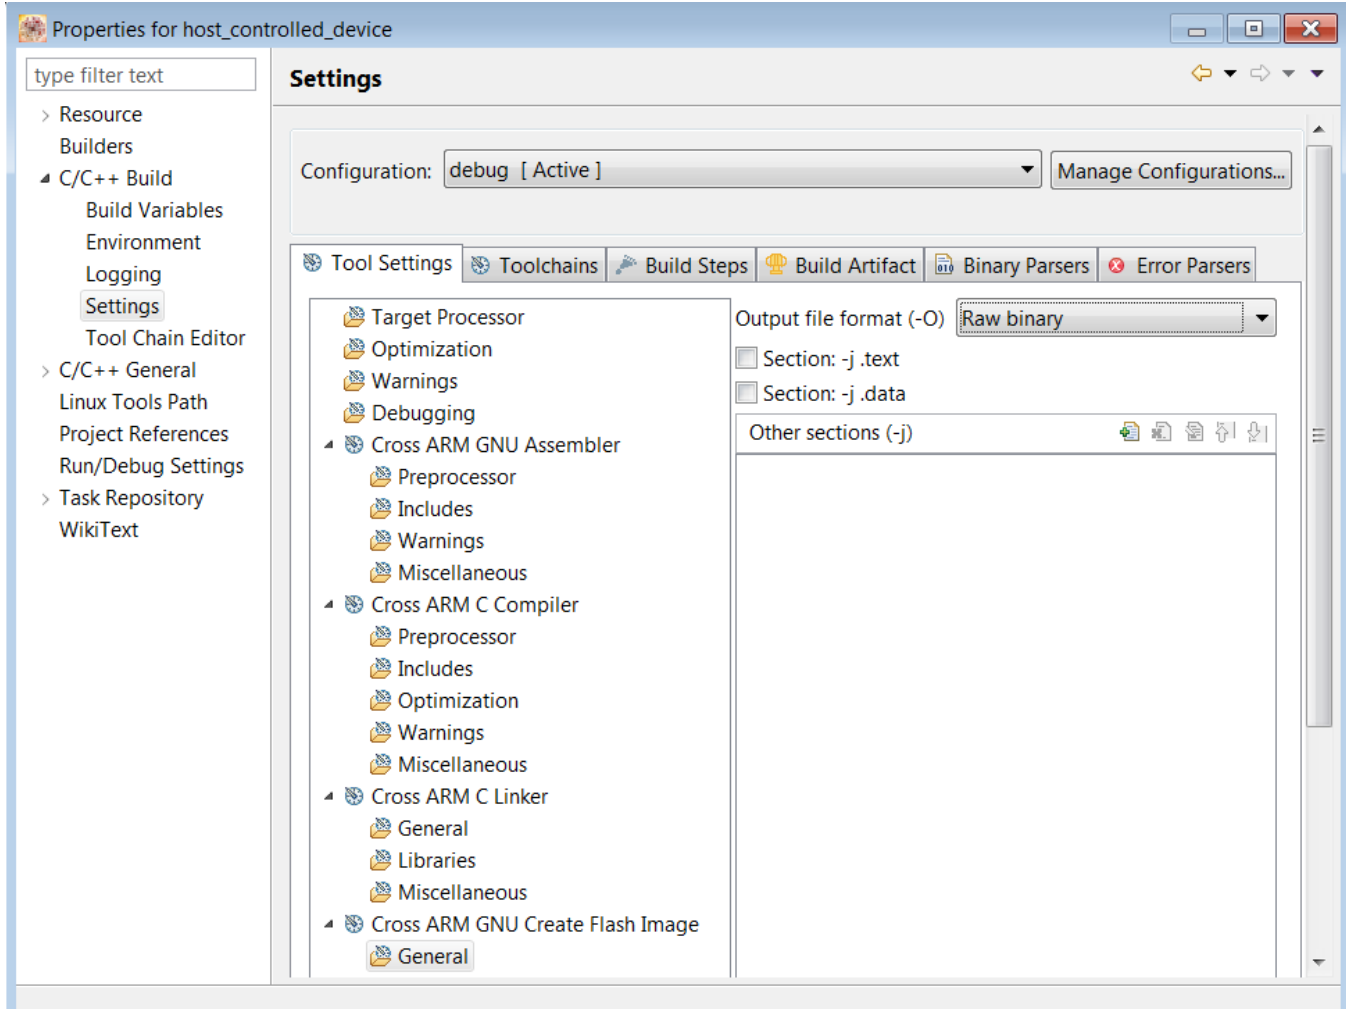 Properties for host_controlled_device
type filter text
Resource
Builders
C/C++ Build
Build Variables
Environment
Logging
Settings
Tool Chain Editor
C/C++ General
Linux Tools Path
Project References
Run/Debug Settings
Task Repository
WikiText
Settings
Configuration: debug [ Active ] Manage Configurations...
Tool Settings Toolchains Build Steps Build Artifact Binary Parsers Error Parsers
Target Processor
Optimization
Warnings
Debugging
Cross ARM GNU Assembler
Preprocessor
Includes
Warnings
Miscellaneous
Cross ARM C Compiler
Preprocessor
Includes
Optimization
Warnings
Miscellaneous
Cross ARM C Linker
General
Libraries
Miscellaneous
Cross ARM GNU Create Flash Image
General
Output file format (-O) Raw binary
Section: -j .text
Section: -j .data
Other sections (-j)